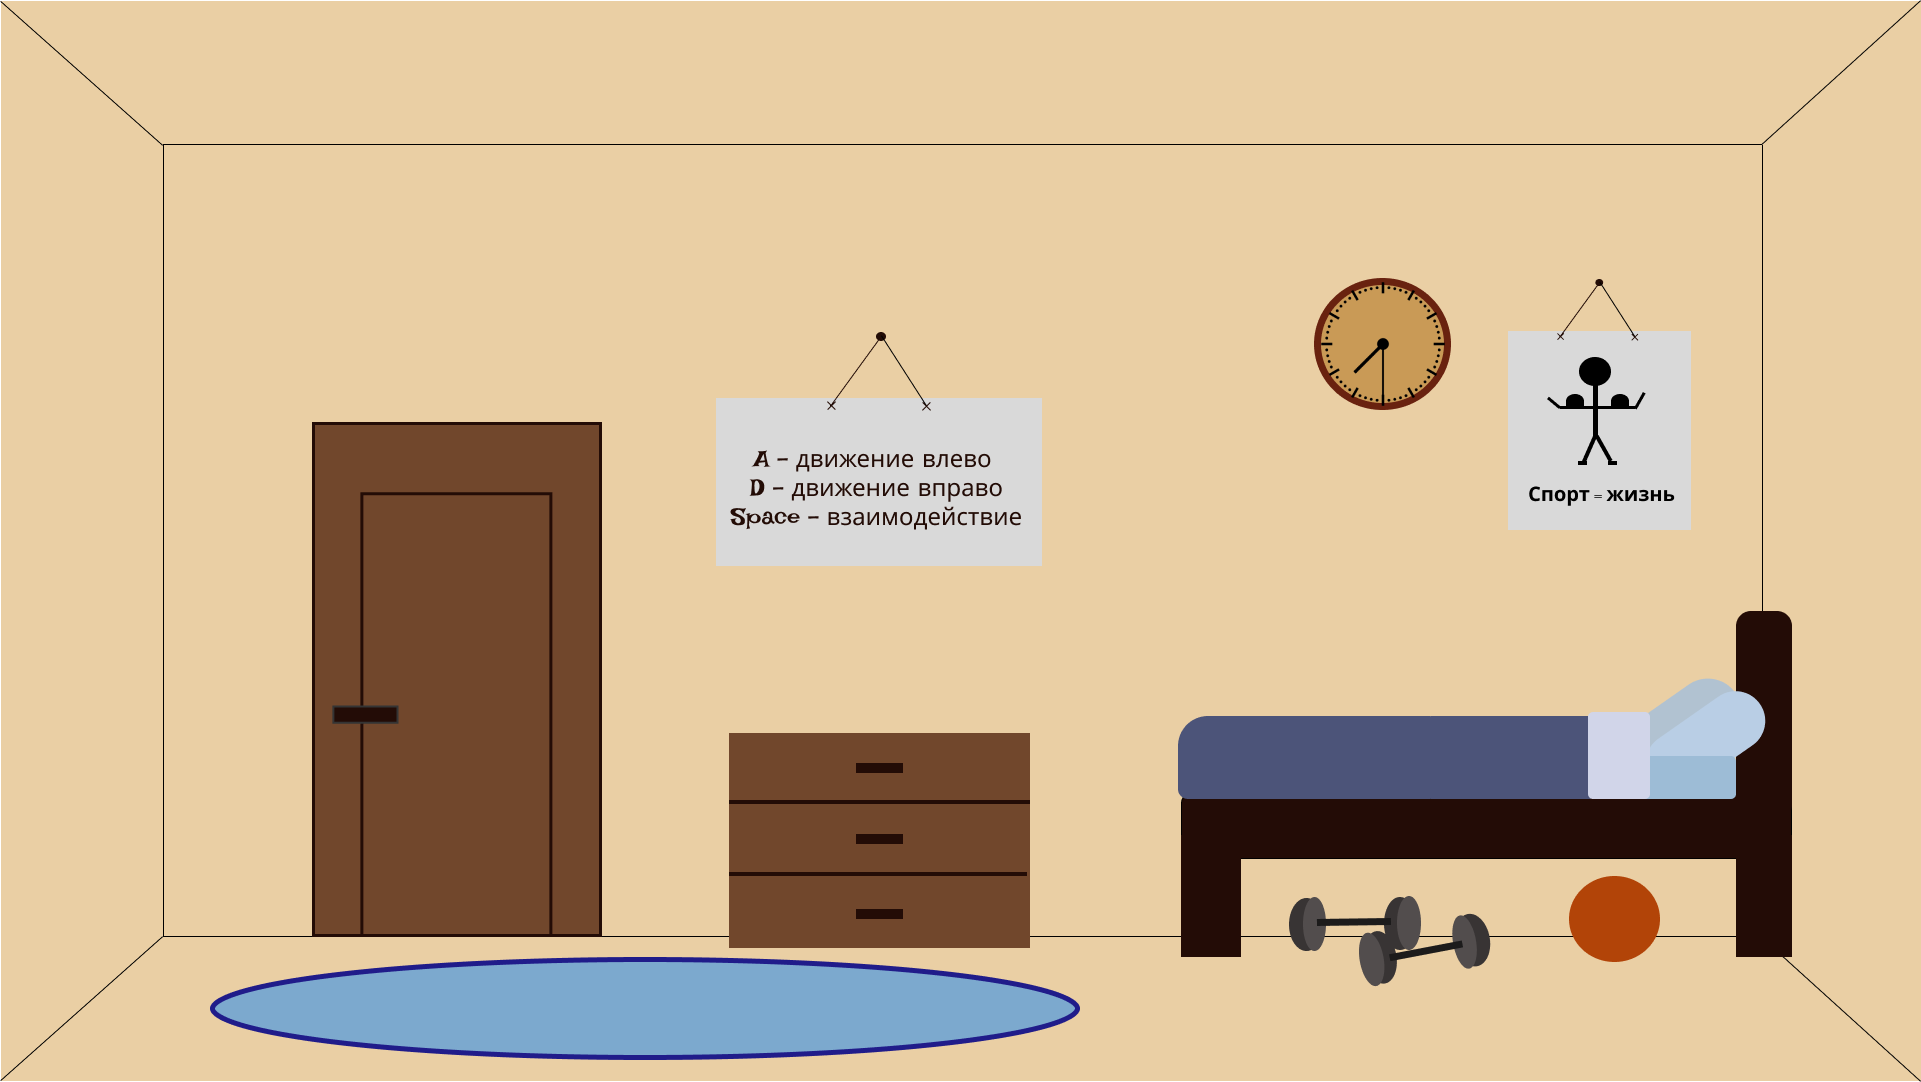 A – движение влево
D – движение вправо
Space – взаимодействие
Спорт = жизнь